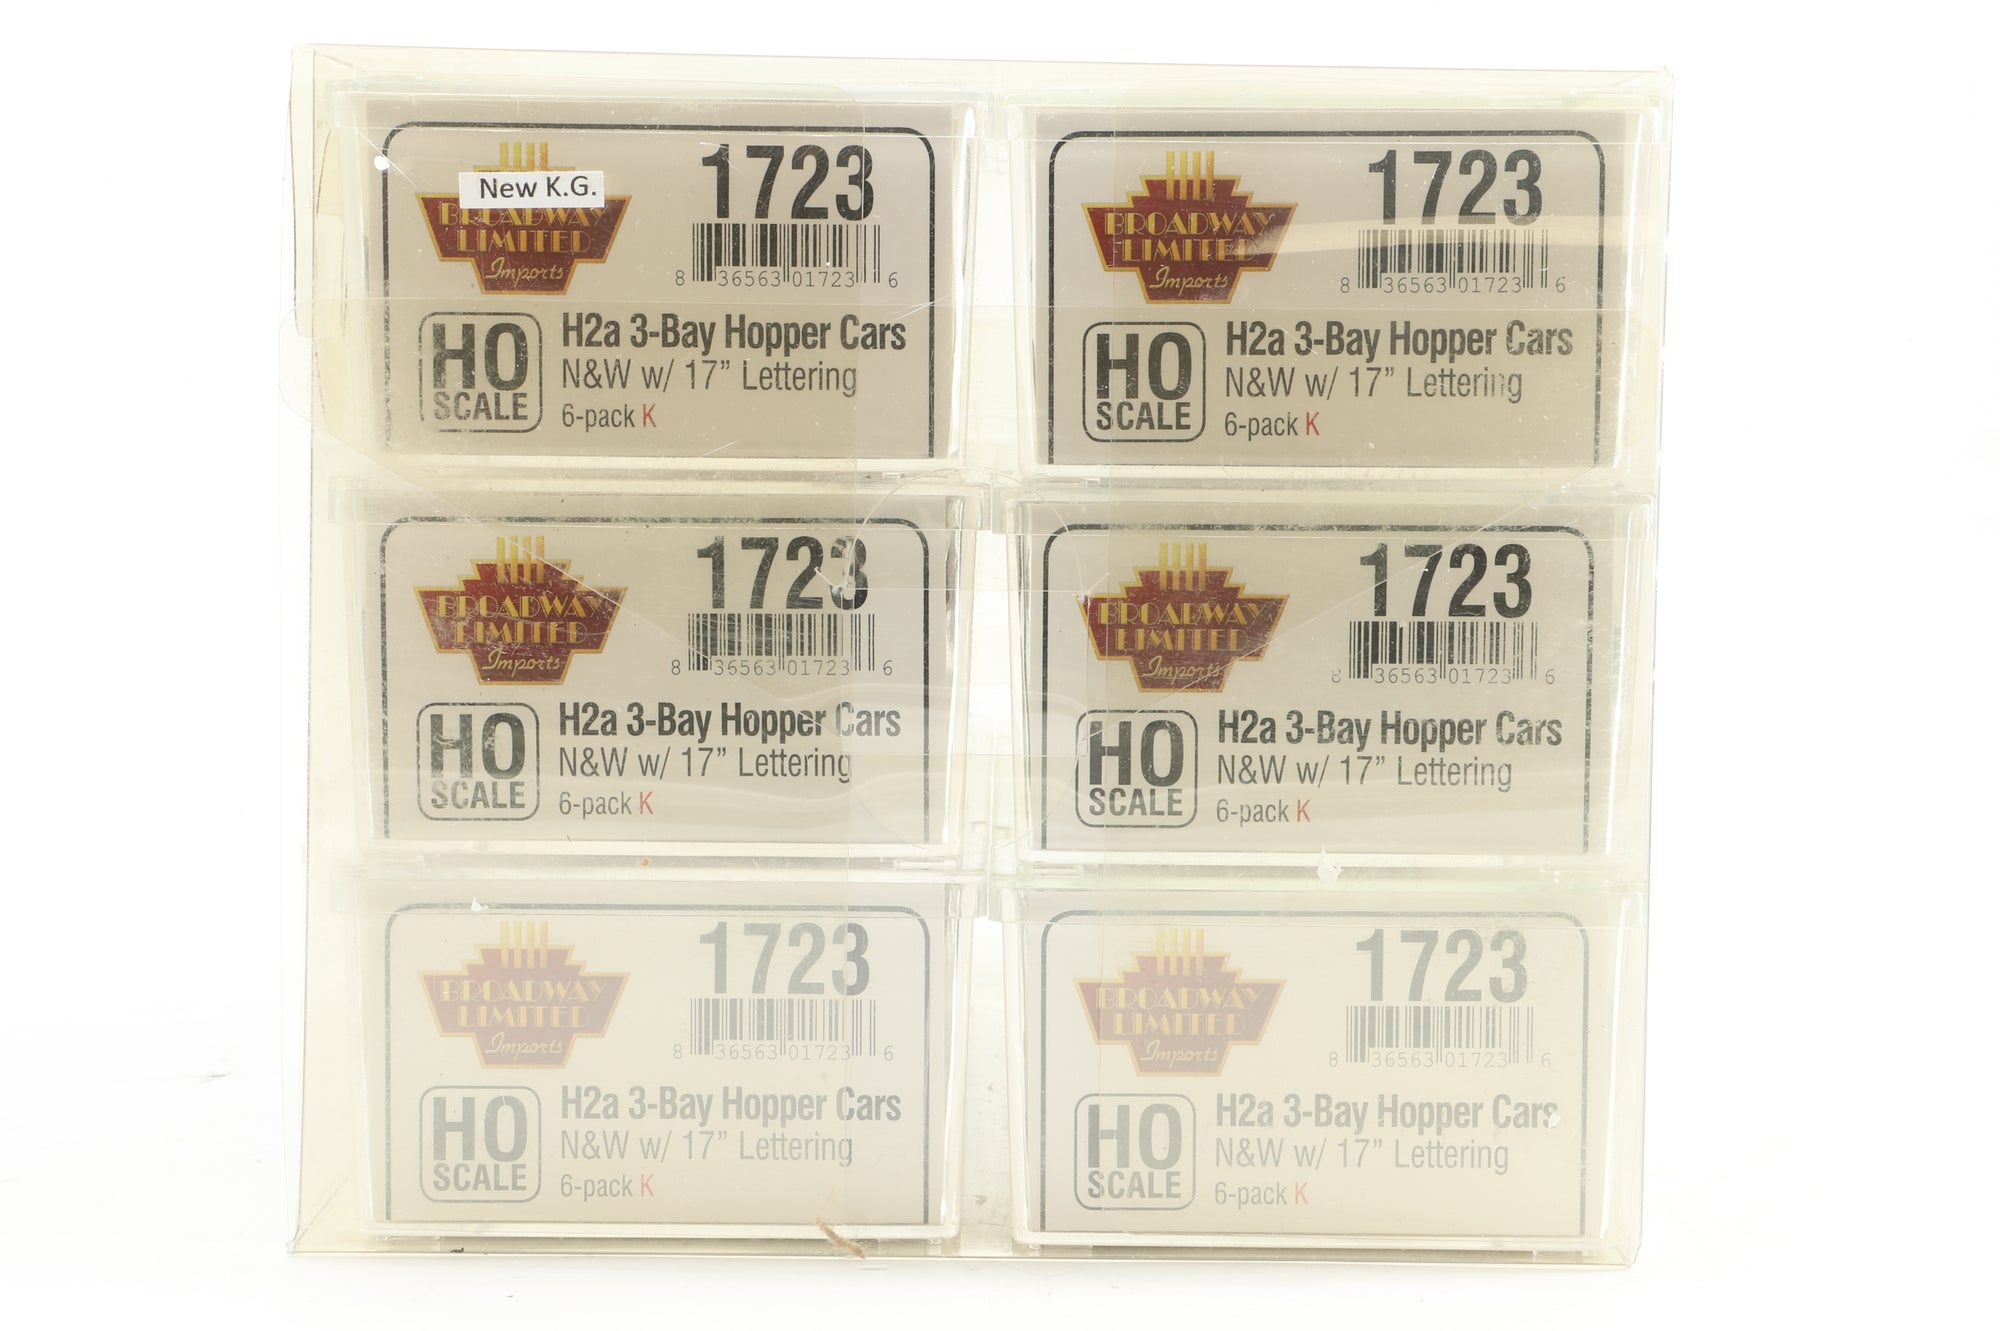 1723
New K.G.
BROADWAY
LIMITED
Imports
8 36563 01723 6
HO
SCALE
H2a 3-Bay Hopper Cars
N&W w/ 17” Lettering
6-pack K
1723
BROADWAY
LIMITED
Imports
8 36563 01723 6
HO
SCALE
H2a 3-Bay Hopper Cars
N&W w/ 17” Lettering
6-pack K
1723
BROADWAY
LIMITED
Imports
8 36563 01723 6
HO
SCALE
H2a 3-Bay Hopper Cars
N&W w/ 17” Lettering
6-pack K
1723
BROADWAY
LIMITED
Imports
8 36563 01723 6
HO
SCALE
H2a 3-Bay Hopper Cars
N&W w/ 17” Lettering
6-pack K
1723
BROADWAY
LIMITED
Imports
8 36563 01723 6
HO
SCALE
H2a 3-Bay Hopper Cars
N&W w/ 17” Lettering
6-pack K
1723
BROADWAY
LIMITED
Imports
8 36563 01723 6
HO
SCALE
H2a 3-Bay Hopper Cars
N&W w/ 17” Lettering
6-pack K